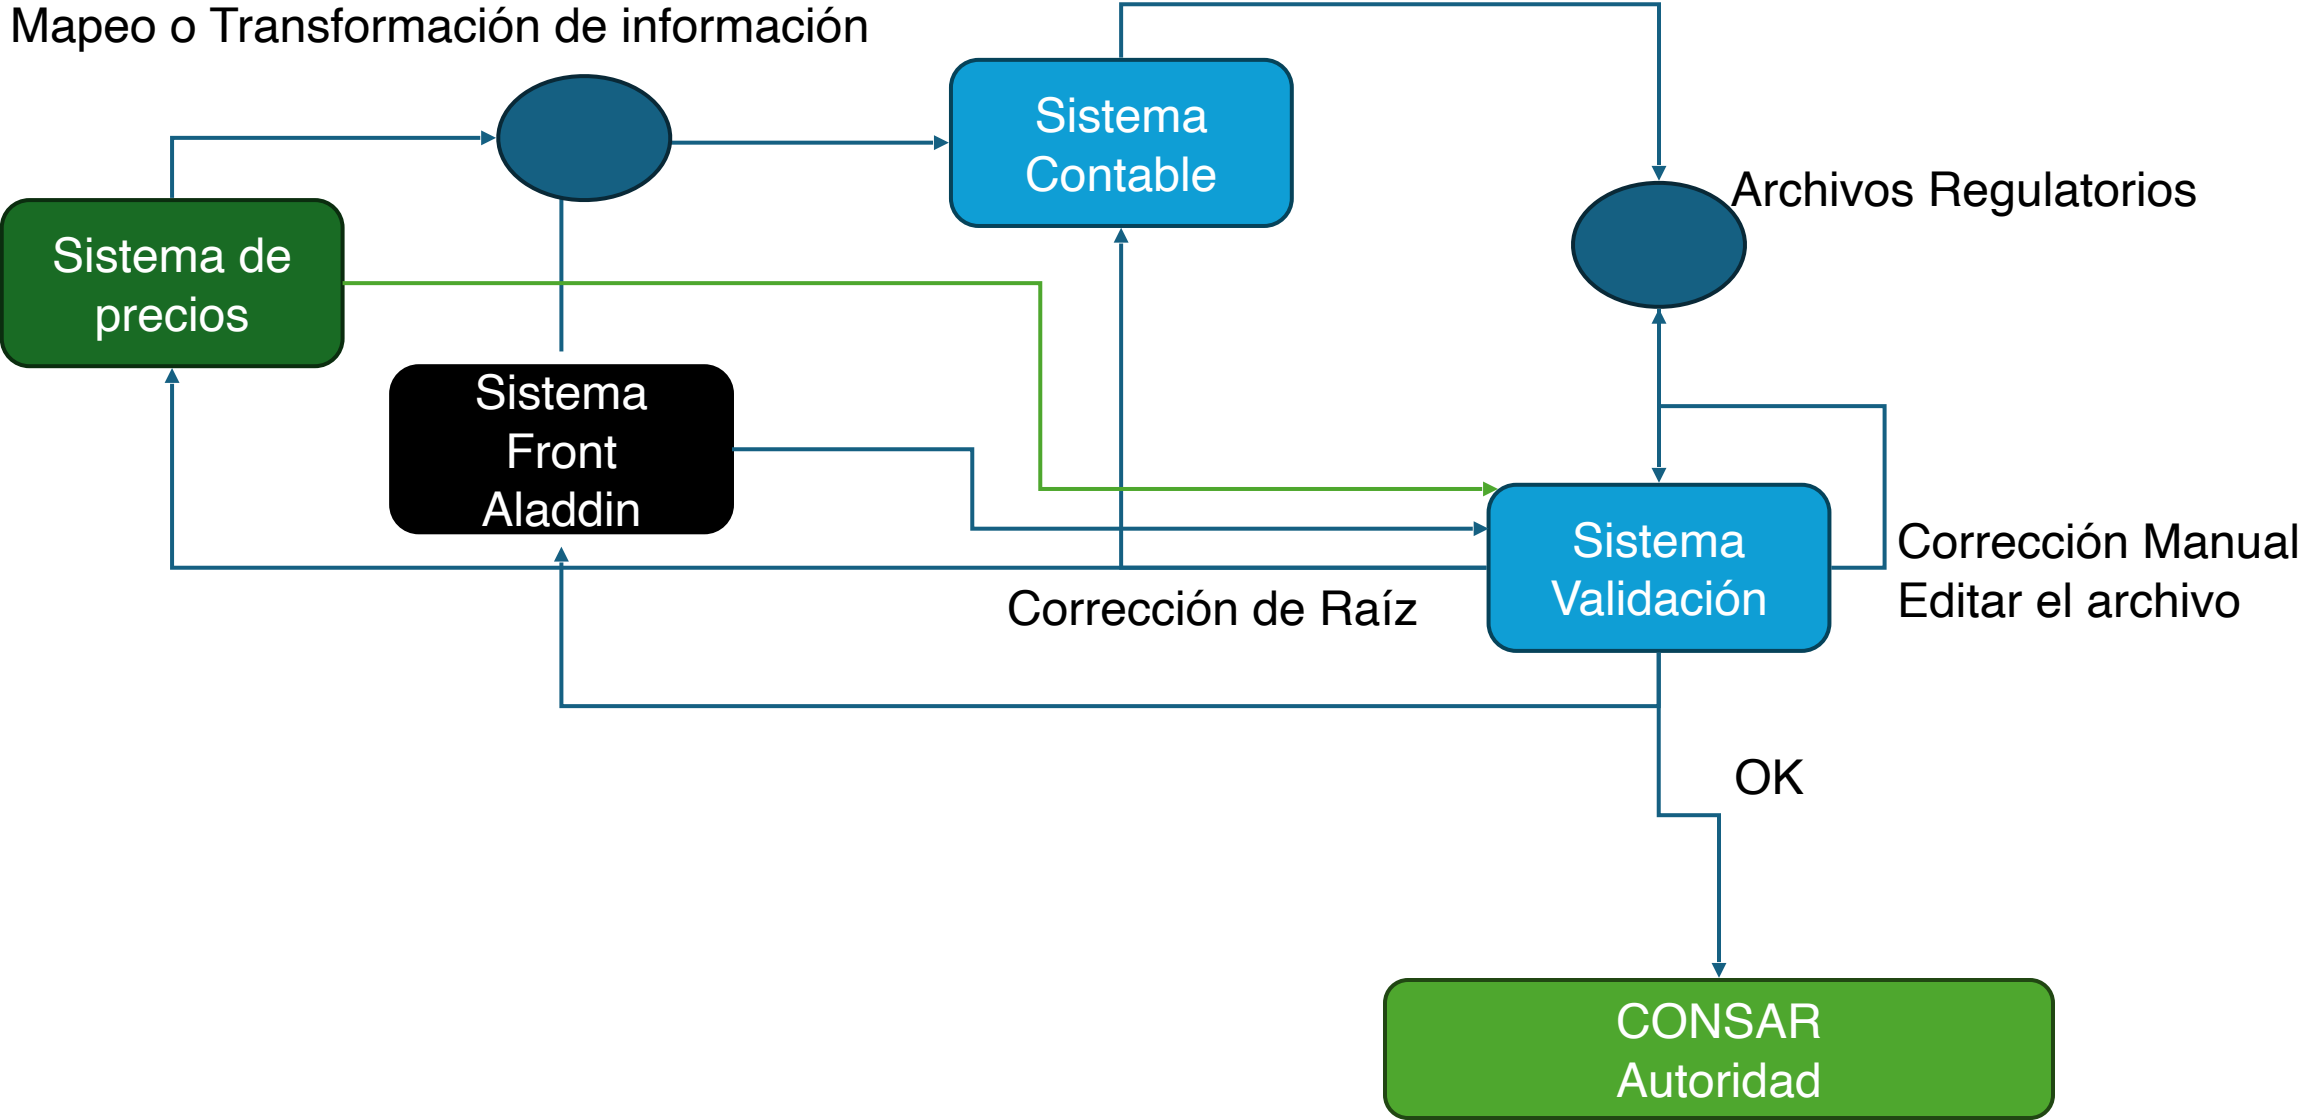 Mapeo o Transformación de información
Sistema
Contable
Archivos Regulatorios
Sistema de
precios
Sistema
Front
Aladdin
Sistema
Validación
Corrección Manual
Editar el archivo
Corrección de Raíz
OK
CONSAR
Autoridad